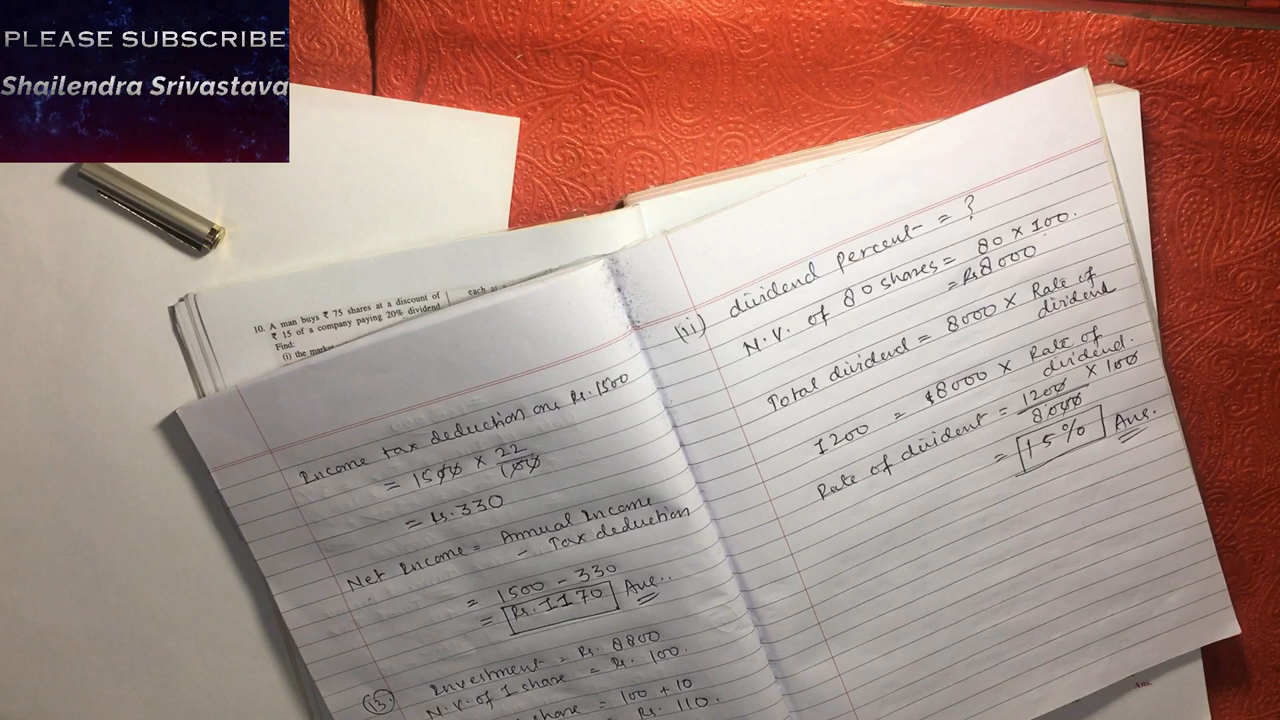 PLEASE SUBSCRIBE
Shailendra Srivastava
10. A man buys ₹ 75 shares at a discount of
₹ 15 of a company paying 20% dividend
Find:
(i) the
each
Income tax deduction on Rs. 1500
= 1500 × 22/100
= Rs. 330
Net Income = Annual Income
- Tax deduction
= 1500 - 330
= Rs. 1170 Ans..
(13) Investment = Rs. 8800
N.V. of 1 share = Rs. 100.
share = 100 + 10
Rs. 110.
(ii) dividend percent = ?
N.V. of 80 shares = 80 × 100.
= Rs 8000
Total dividend = 8000 × Rate of
dividend
1200 = 8000 × Rate of
dividend.
Rate of divident = 1200/8000 × 100
= 15% Ans.
Ans